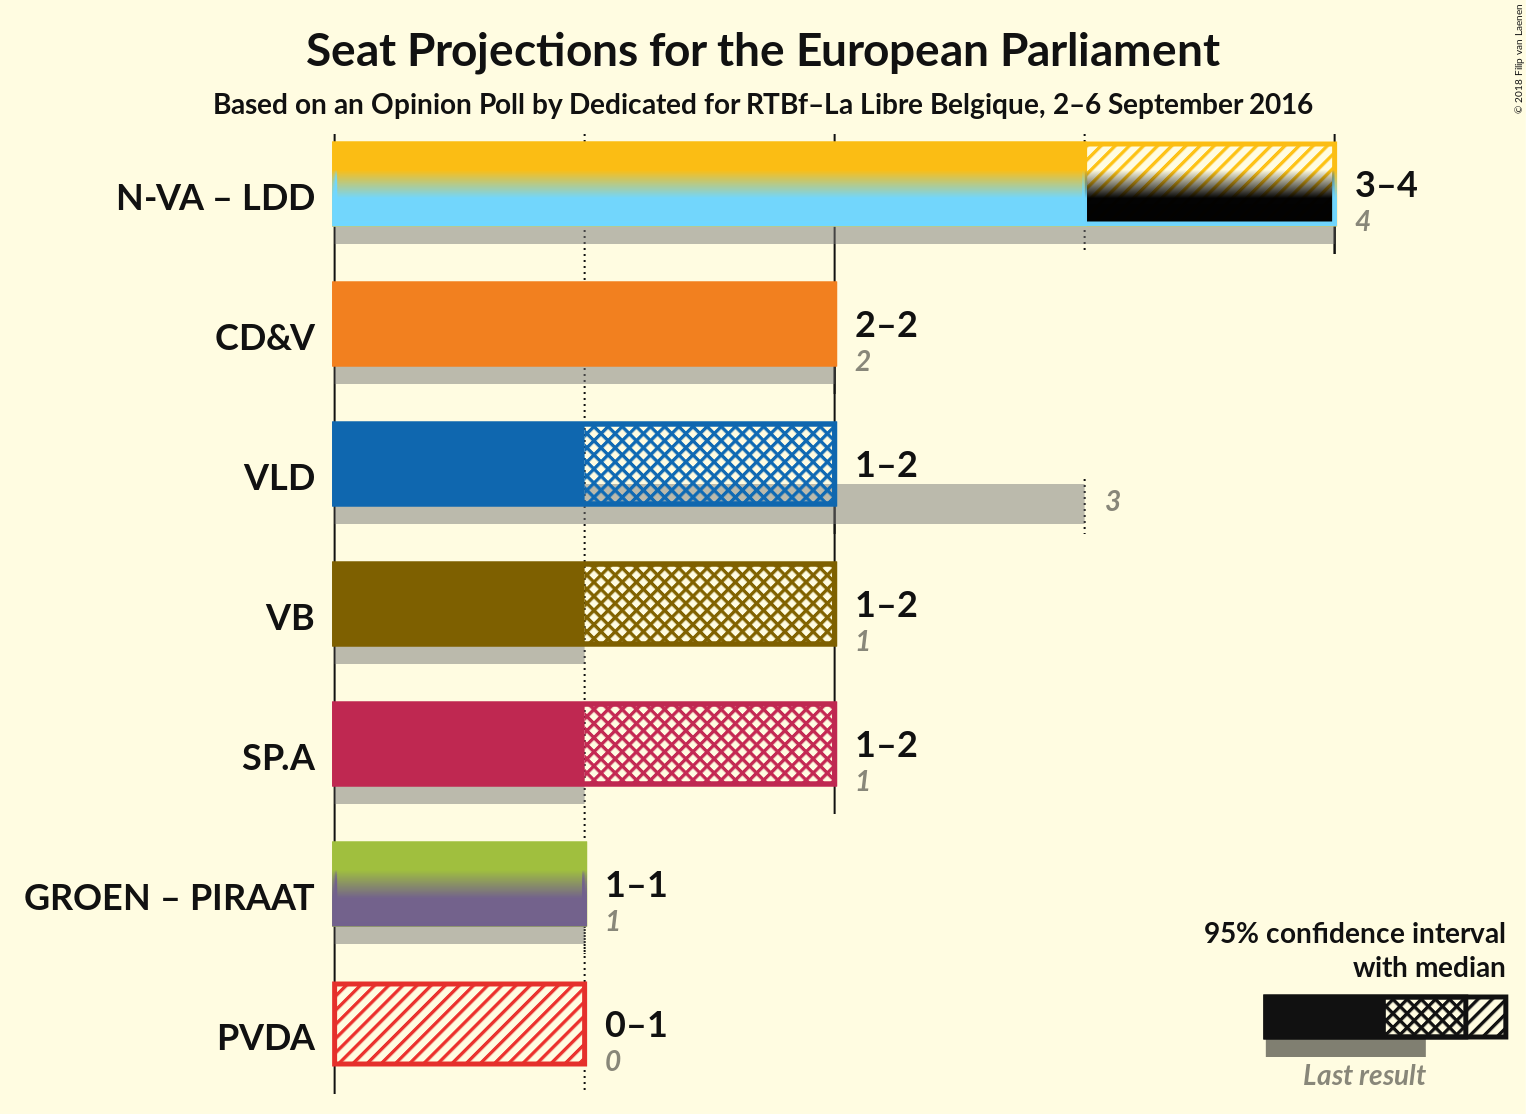 Seat Projections for the European Parliament
Based on an Opinion Poll by Dedicated for RTBf–La Libre Belgique, 2–6 September 2016
© 2018 Filip van Laenen
N-VA – LDD
3–4
4
CD&V
2–2
2
VLD
1–2
3
VB
1–2
1
SP.A
1–2
1
GROEN – PIRAAT
1–1
1
PVDA
0–1
0
95% confidence interval
with median
Last result